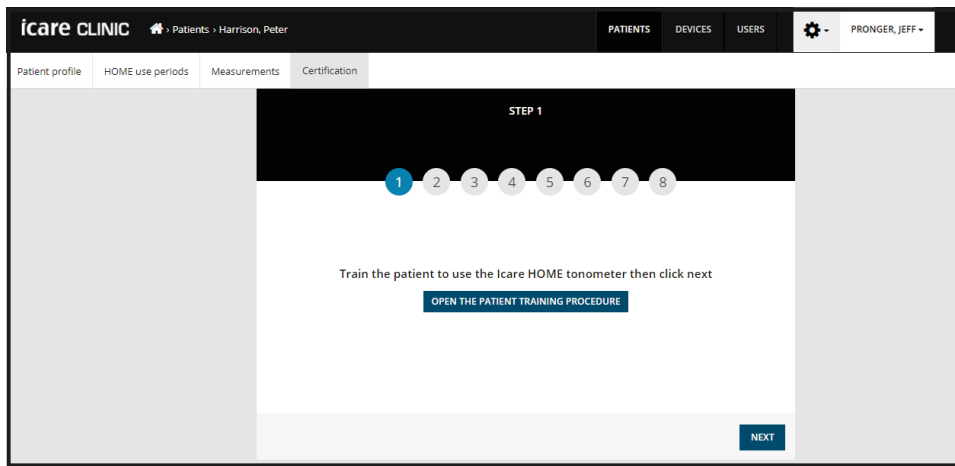 icare CLINIC › Patients › Harrison, Peter PATIENTS DEVICES USERS PRONGER, JEFF
Patient profile HOME use periods Measurements Certification
STEP 1
1 2 3 4 5 6 7 8
Train the patient to use the Icare HOME tonometer then click next
OPEN THE PATIENT TRAINING PROCEDURE
NEXT